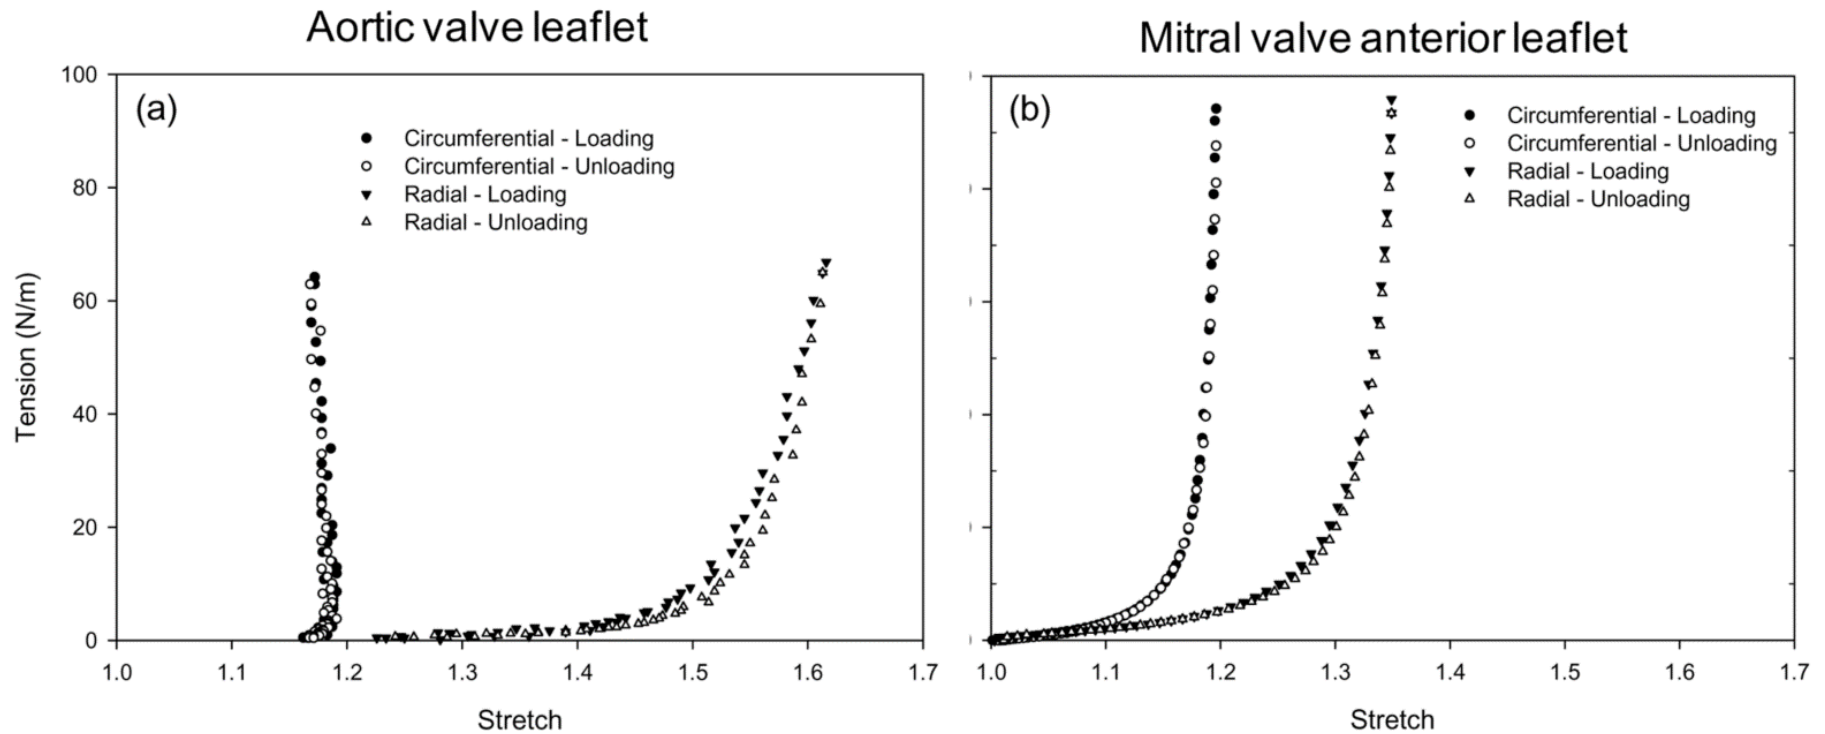 Aortic valve leaflet
Mitral valve anterior leaflet
(a)
Circumferential - Loading
Circumferential - Unloading
Radial - Loading
Radial - Unloading
Tension (N/m)
100
80
60
40
20
0
1.0 1.1 1.2 1.3 1.4 1.5 1.6 1.7
Stretch
(b)
Circumferential - Loading
Circumferential - Unloading
Radial - Loading
Radial - Unloading
1.0 1.1 1.2 1.3 1.4 1.5 1.6 1.7
Stretch